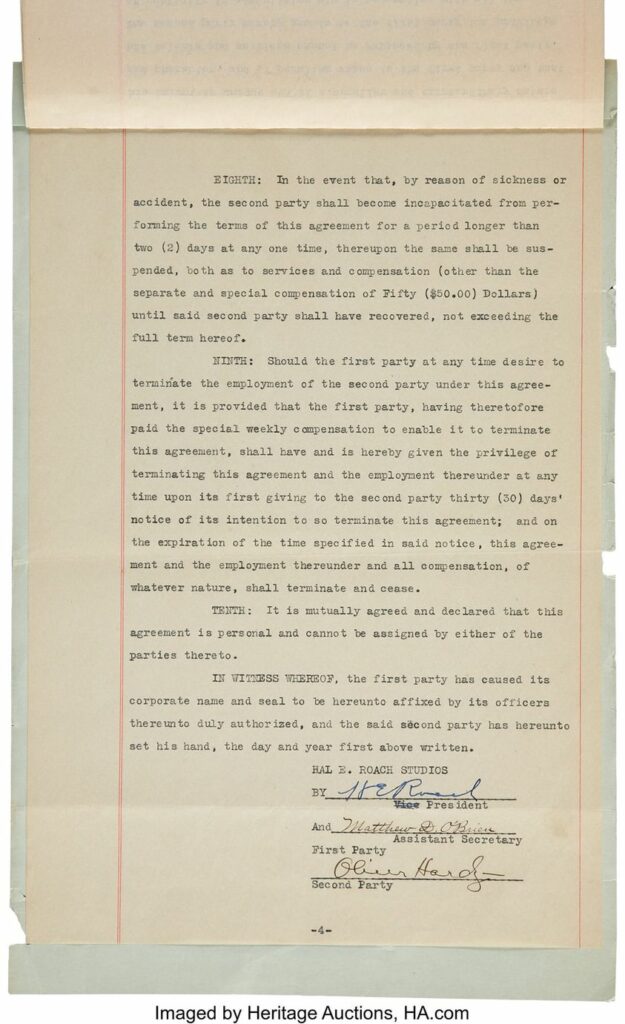 EIGHTH: In the event that, by reason of sickness or
accident, the second party shall become incapacitated from per-
forming the terms of this agreement for a period longer than
two (2) days at any one time, thereupon the same shall be sus-
pended, both as to services and compensation (other than the
separate and special compensation of Fifty ($50.00) Dollars)
until said second party shall have recovered, not exceeding the
full term hereof.
NINTH: Should the first party at any time desire to
terminate the employment of the second party under this agree-
ment, it is provided that the first party, having theretofore
paid the special weekly compensation to enable it to terminate
this agreement, shall have and is hereby given the privilege of
terminating this agreement and the employment thereunder at any
time upon its first giving to the second party thirty (30) days'
notice of its intention to so terminate this agreement; and on
the expiration of the time specified in said notice, this agree-
ment and the employment thereunder and all compensation, of
whatever nature, shall terminate and cease.
TENTH: It is mutually agreed and declared that this
agreement is personal and cannot be assigned by either of the
parties thereto.
IN WITNESS WHEREOF, the first party has caused its
corporate name and seal to be hereunto affixed by its officers
thereunto duly authorized, and the said second party has hereunto
set his hand, the day and year first above written.
HAL E. ROACH STUDIOS
BY H E Roach
Vice President
And Matthew D. O'Brien
Assistant Secretary
First Party
Oliver Hardy
Second Party
-4-
Imaged by Heritage Auctions, HA.com